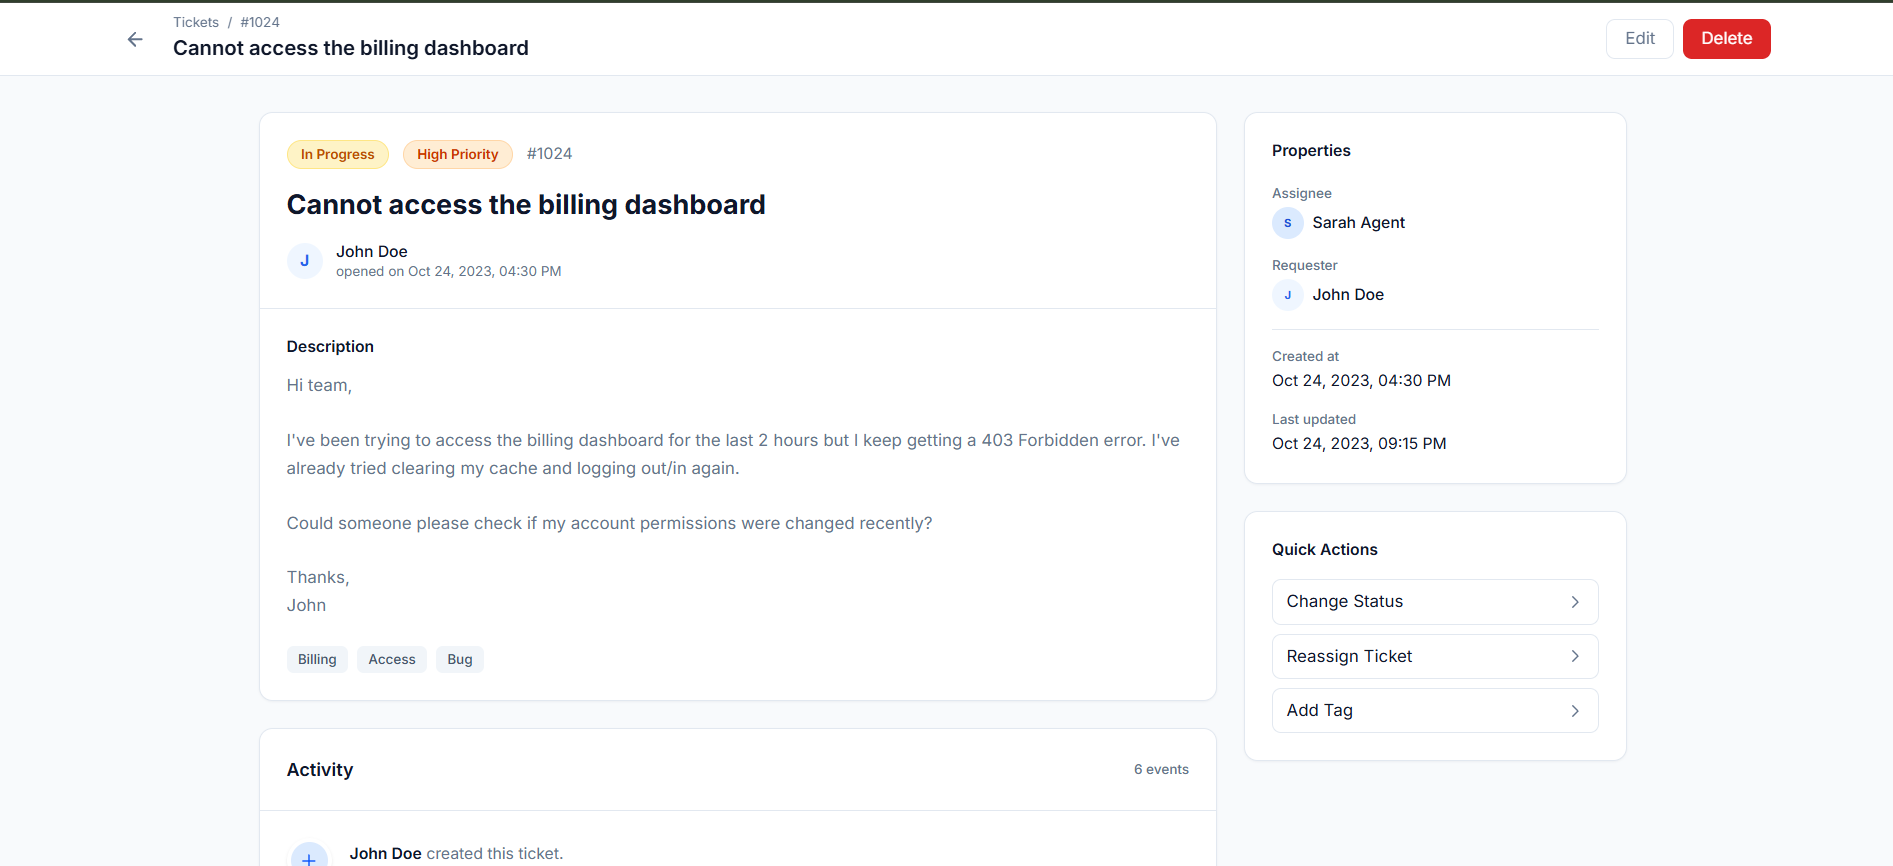 Tickets / #1024
Cannot access the billing dashboard
Edit
Delete
In Progress
High Priority
#1024
Cannot access the billing dashboard
J
John Doe
opened on Oct 24, 2023, 04:30 PM
Description
Hi team,
I've been trying to access the billing dashboard for the last 2 hours but I keep getting a 403 Forbidden error. I've
already tried clearing my cache and logging out/in again.
Could someone please check if my account permissions were changed recently?
Thanks,
John
Billing
Access
Bug
Activity
6 events
John Doe created this ticket.
Properties
Assignee
S
Sarah Agent
Requester
J
John Doe
Created at
Oct 24, 2023, 04:30 PM
Last updated
Oct 24, 2023, 09:15 PM
Quick Actions
Change Status
Reassign Ticket
Add Tag